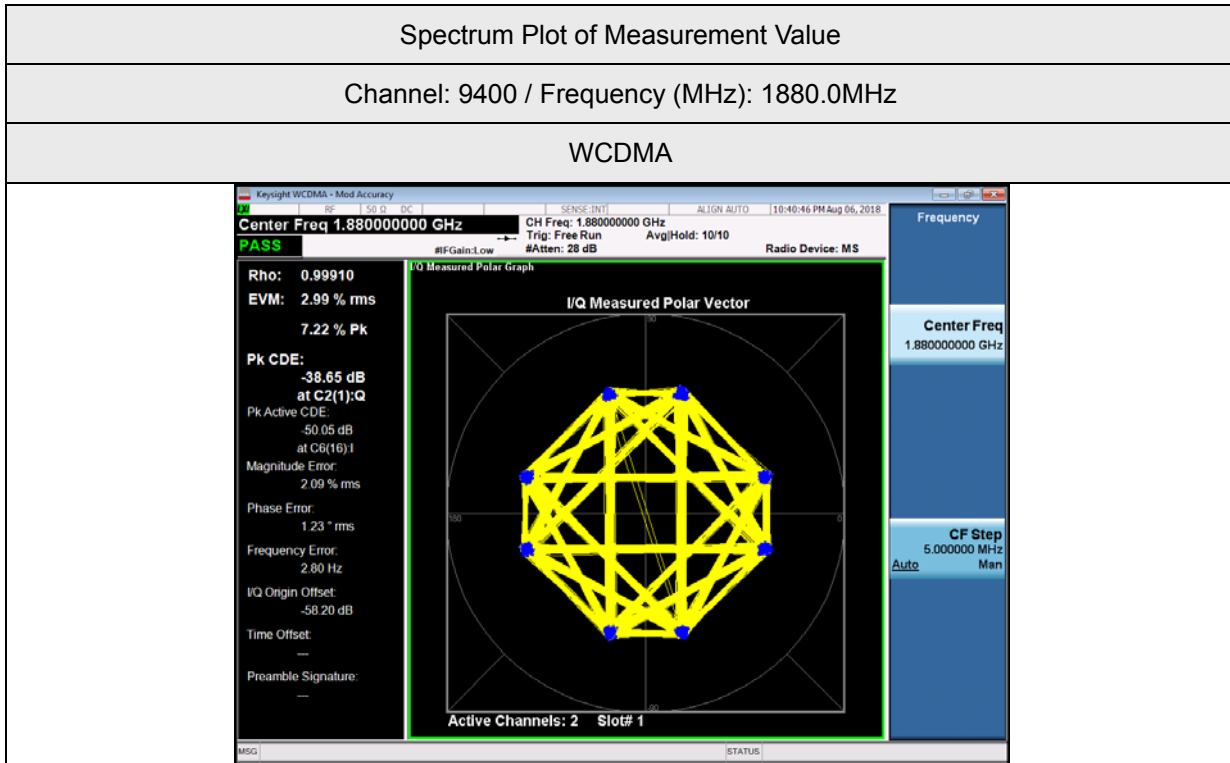 Spectrum Plot of Measurement Value
Channel: 9400 / Frequency (MHz): 1880.0MHz
WCDMA
Keysight WCDMA - Mod Accuracy
RF 50 Ω DC SENSE:INT ALIGN AUTO 10:40:46 PM Aug 06, 2018
Center Freq 1.880000000 GHz
CH Freq: 1.880000000 GHz
Trig: Free Run Avg|Hold: 10/10
PASS
#IFGain:Low #Atten: 28 dB Radio Device: MS
Frequency
Center Freq
1.880000000 GHz
CF Step
5.000000 MHz
Auto Man
Rho: 0.99910
EVM: 2.99 % rms
7.22 % Pk
Pk CDE:
-38.65 dB
at C2(1):Q
Pk Active CDE:
-50.05 dB
at C6(16):I
Magnitude Error:
2.09 % rms
Phase Error:
1.23 ° rms
Frequency Error:
2.80 Hz
I/Q Origin Offset:
-58.20 dB
Time Offset:
---
Preamble Signature:
---
I/Q Measured Polar Graph
I/Q Measured Polar Vector
90
180
0
-90
Active Channels: 2 Slot# 1
MSG STATUS